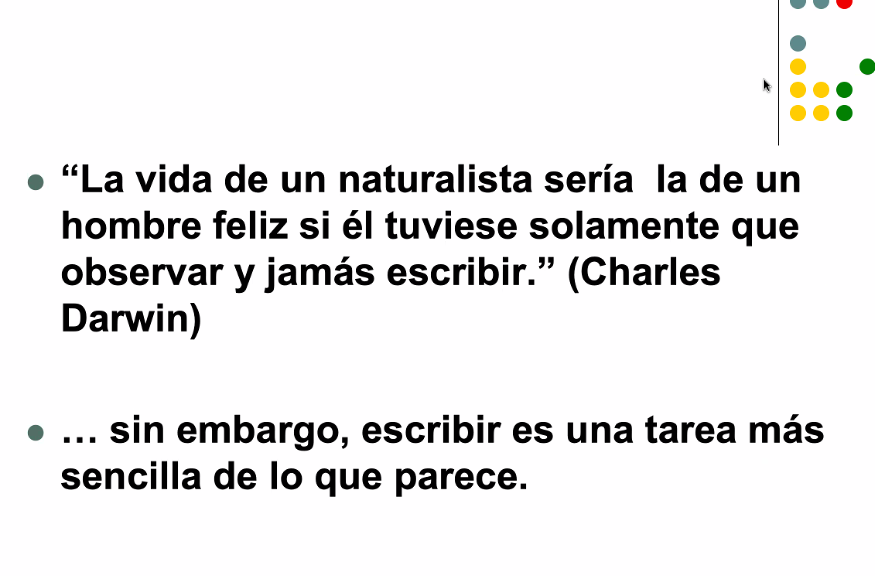 “La vida de un naturalista sería  la de un
hombre feliz si él tuviese solamente que
observar y jamás escribir.” (Charles
Darwin)
… sin embargo, escribir es una tarea más
sencilla de lo que parece.